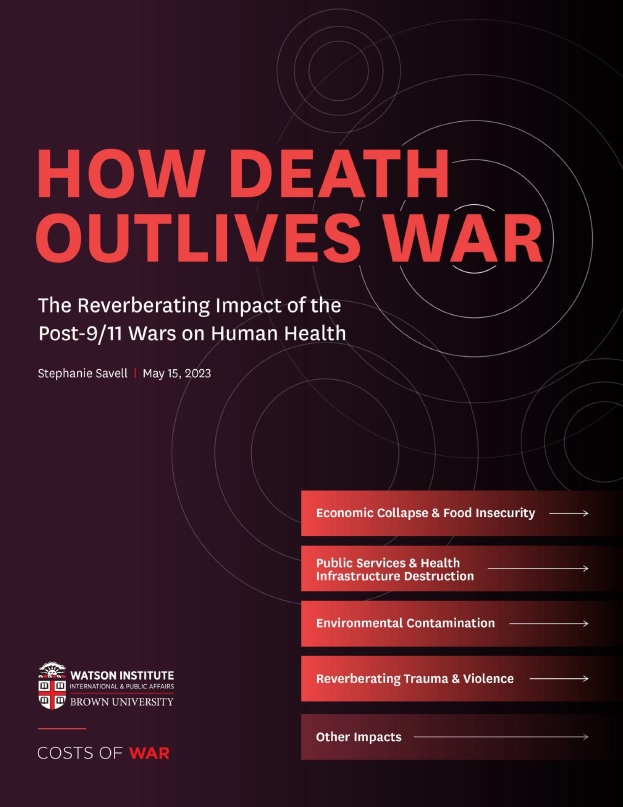 HOW DEATH
OUTLIVES WAR
The Reverberating Impact of the
Post-9/11 Wars on Human Health
Stephanie Savell | May 15, 2023
Economic Collapse & Food Insecurity
Public Services & Health
Infrastructure Destruction
Environmental Contamination
Reverberating Trauma & Violence
Other Impacts
WATSON INSTITUTE
INTERNATIONAL & PUBLIC AFFAIRS
BROWN UNIVERSITY
COSTS OF WAR